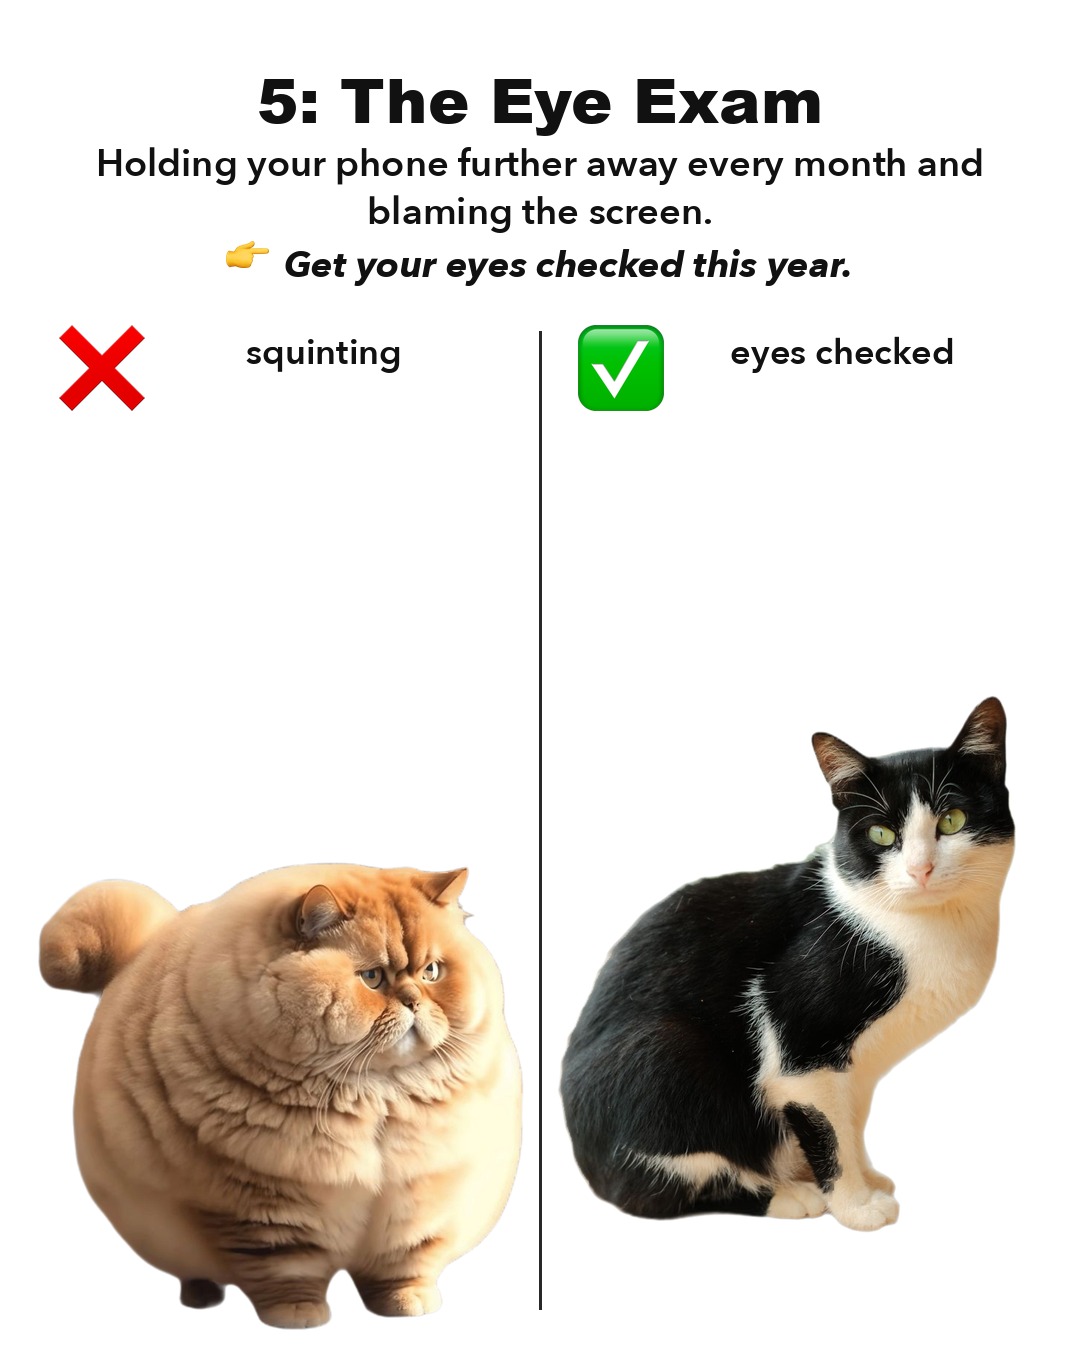 5: The Eye Exam
Holding your phone further away every month and
blaming the screen.
👉 Get your eyes checked this year.
❌ squinting
✅ eyes checked